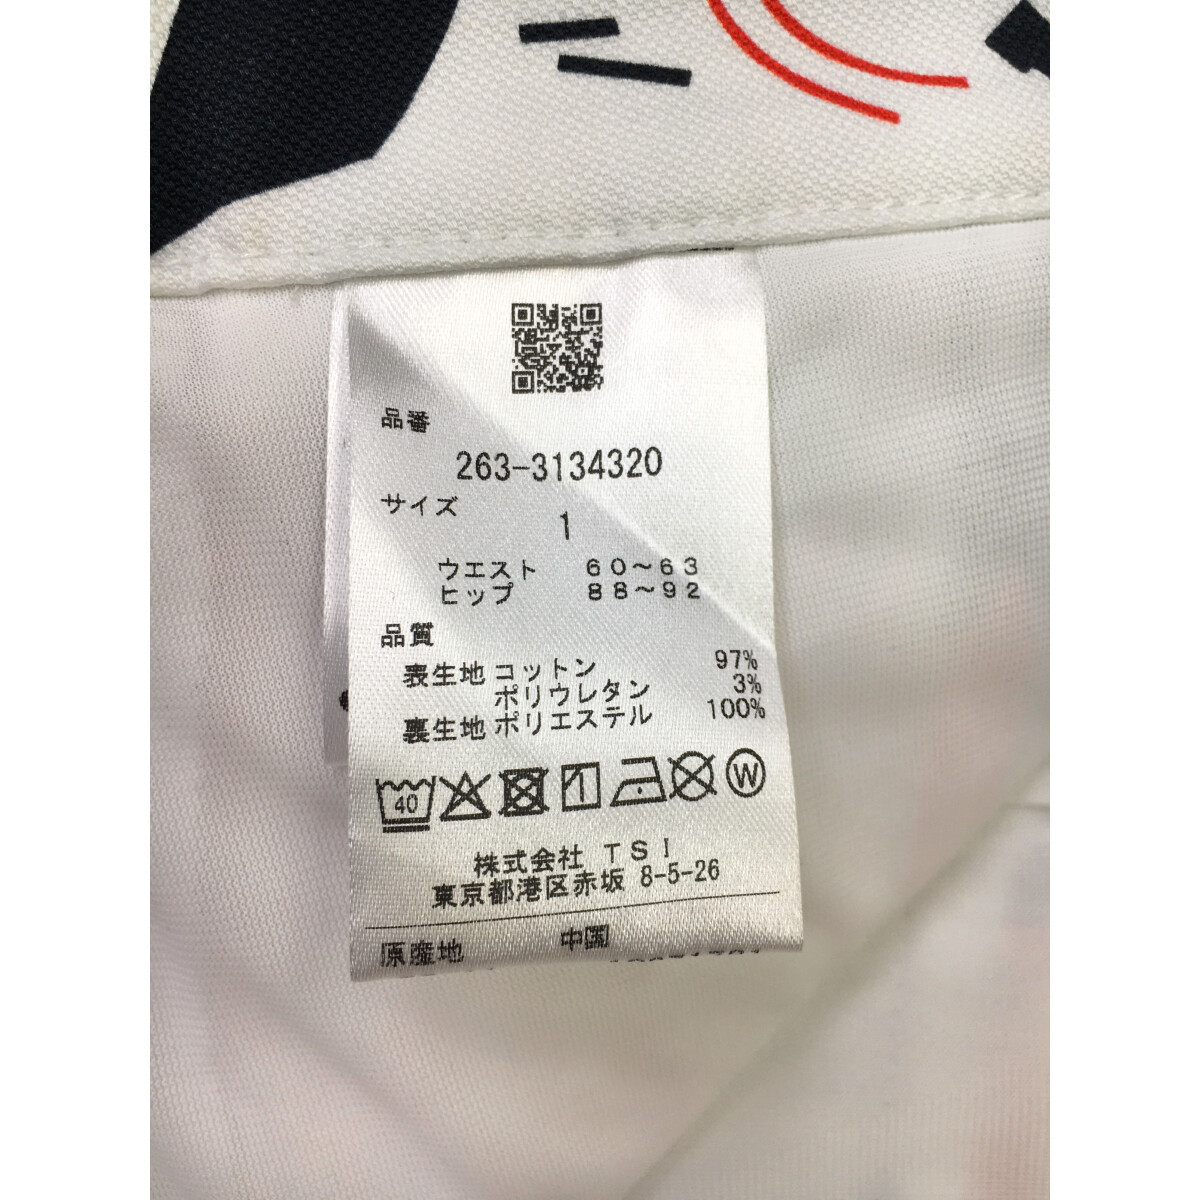 品番
263-3134320
サイズ
1
ウエスト 60～63
ヒップ 88～92
品質
表生地 コットン 97%
ポリウレタン 3%
裏生地 ポリエステル 100%
40 W
株式会社 TSI
東京都港区赤坂 8-5-26
原産地 中国